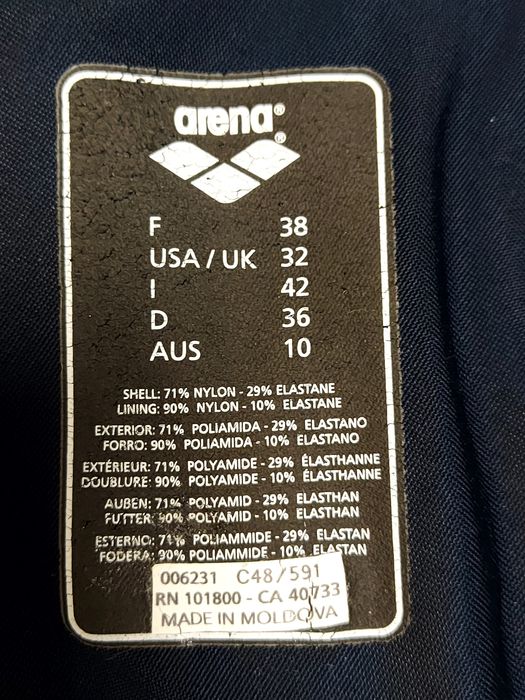 arena®
®
F 38
USA / UK 32
I 42
D 36
AUS 10
SHELL: 71% NYLON - 29% ELASTANE
LINING: 90% NYLON - 10% ELASTANE
EXTERIOR: 71% POLIAMIDA - 29% ELASTANO
FORRO: 90% POLIAMIDA - 10% ELASTANO
EXTÉRIEUR: 71% POLYAMIDE - 29% ÉLASTHANNE
DOUBLURE: 90% POLYAMIDE - 10% ÉLASTHANNE
AUBEN: 71% POLYAMID - 29% ELASTHAN
FUTTER: 90% POLYAMID - 10% ELASTHAN
ESTERNO: 71% POLIAMMIDE - 29% ELASTAN
FODERA: 90% POLIAMMIDE - 10% ELASTAN
006231 C48/591
RN 101800 - CA 40733
MADE IN MOLDOVA